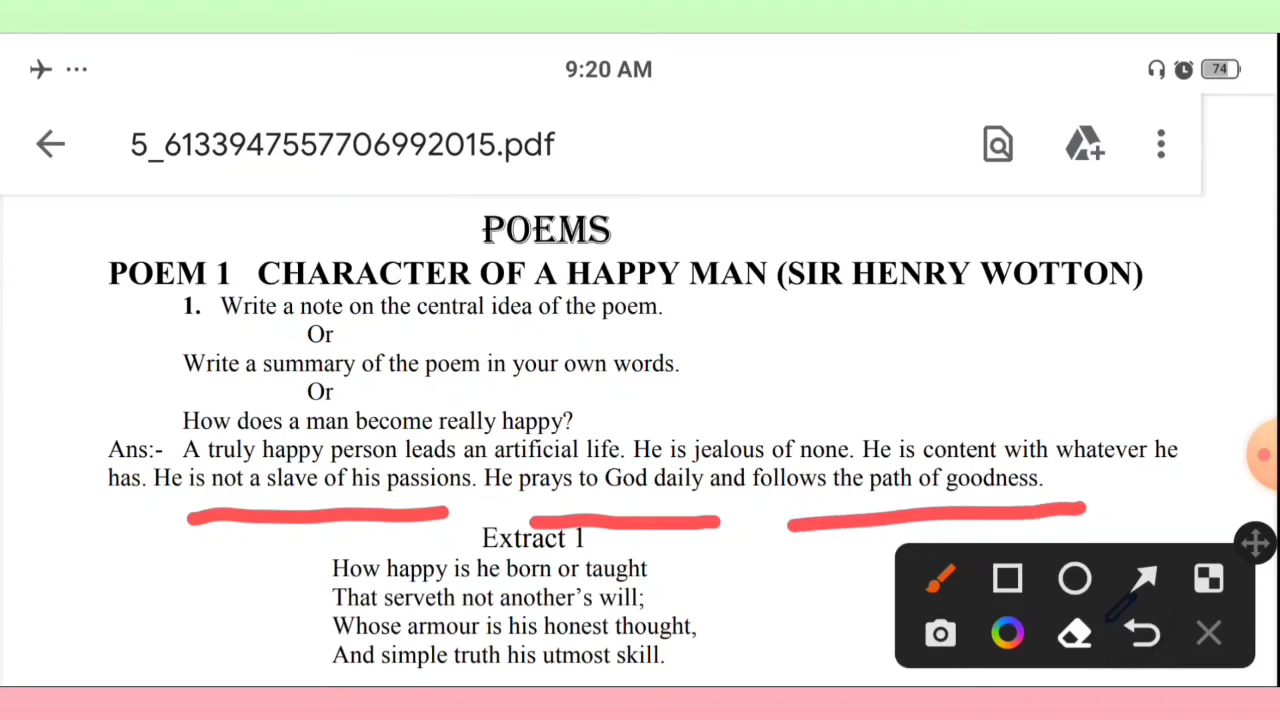 9:20 AM
74
5_6133947557706992015.pdf
POEMS
POEM 1 CHARACTER OF A HAPPY MAN (SIR HENRY WOTTON)
1. Write a note on the central idea of the poem.
Or
Write a summary of the poem in your own words.
Or
How does a man become really happy?
Ans:- A truly happy person leads an artificial life. He is jealous of none. He is content with whatever he
has. He is not a slave of his passions. He prays to God daily and follows the path of goodness.
Extract 1
How happy is he born or taught
That serveth not another’s will;
Whose armour is his honest thought,
And simple truth his utmost skill.